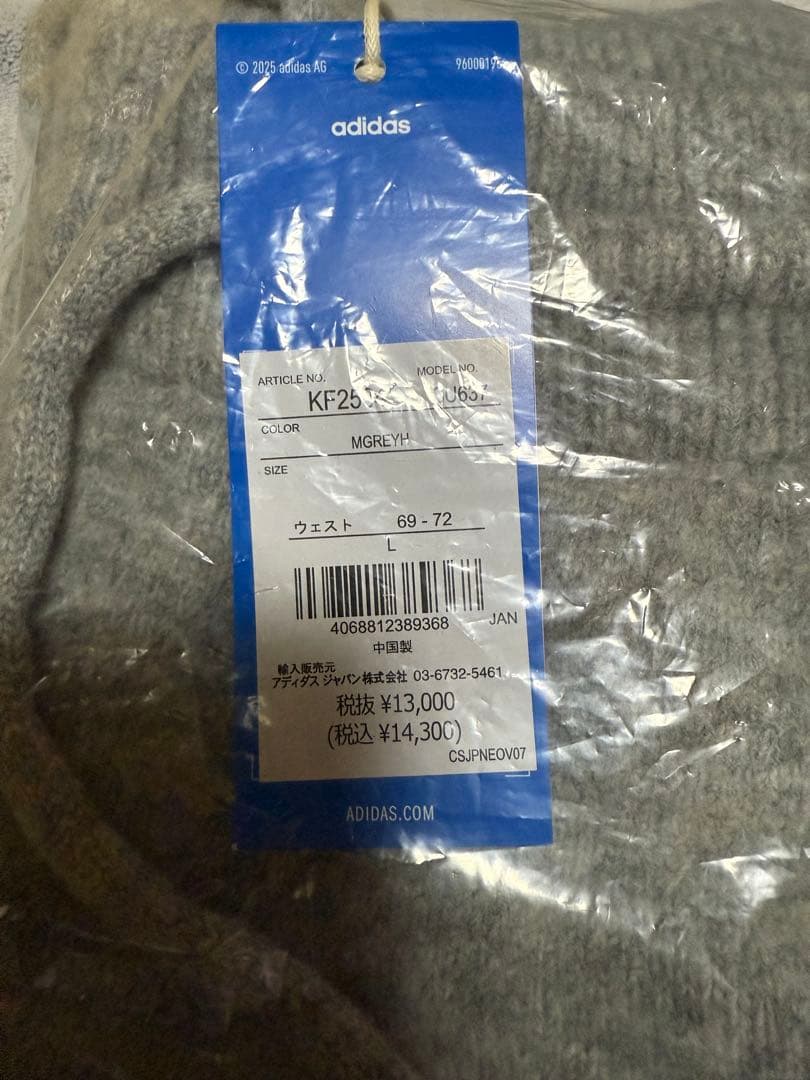 © 2025 adidas AG
adidas
ARTICLE NO.
MODEL NO.
COLOR
MGREYH
SIZE
ウェスト 69 - 72
L
4068812389368
JAN
中国製
輸入販売元
アディダス ジャパン株式会社 03-6732-5461
税抜 ¥13,000
(税込 ¥14,300)
CSJPNEOV07
ADIDAS.COM